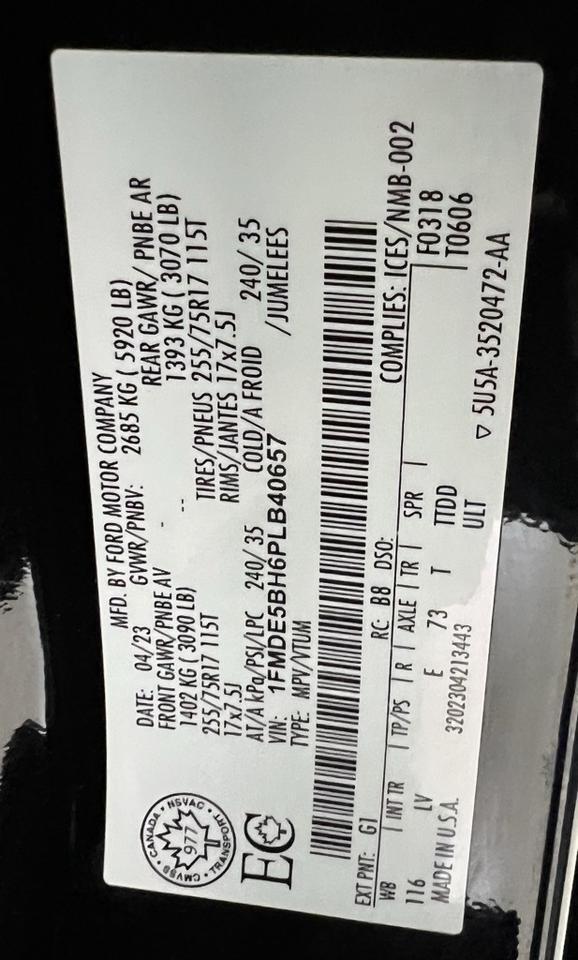 MFD. BY FORD MOTOR COMPANY
DATE: 04/23 GVWR/PNBV: 2685 KG ( 5920 LB)
FRONT GAWR/PNBE AV - REAR GAWR/ PNBE AR
1402 KG ( 3090 LB) -- 1393 KG ( 3070 LB)
255/75R17 115T TIRES/PNEUS 255/75R17 115T
17x7.5J RIMS/JANTES 17x7.5J
AT/A kPa/PSI/LPC 240/ 35 COLD/A FROID 240/ 35
VIN: 1FMDE5BH6PLB40657 /JUMELEES
TYPE: MPV/VTUM
CANADA • NSVAC • TRANSPORT • CMVSS •
977
EC
EXT PNT: G1 RC: B8 DSO: COMPLIES: ICES/NMB-002
WB | INT TR | TP/PS | R | AXLE | TR | SPR | F0318
116 LV E 73 T TTDD T0606
MADE IN U.S.A. 3202304213443 ULT
▽ 5U5A-3520472-AA